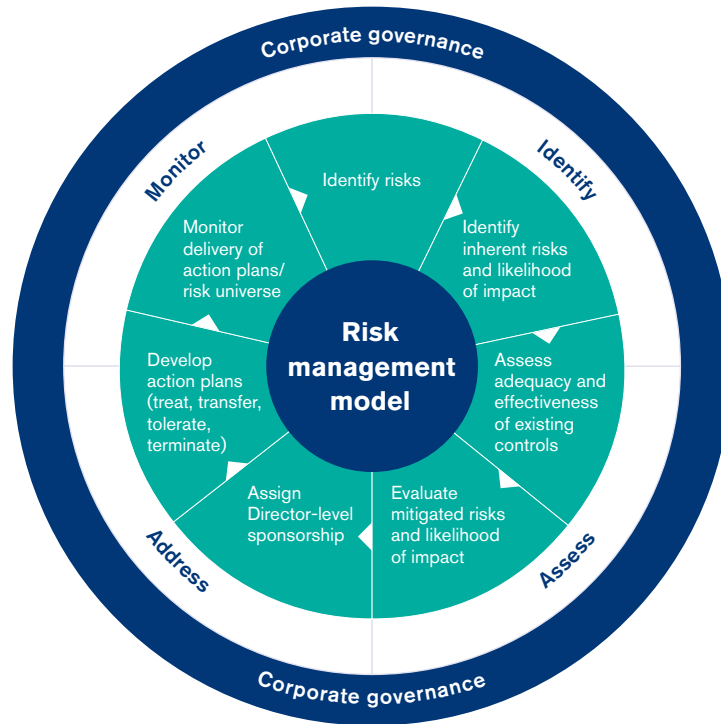 Corporate governance
Monitor
Identify
Identify risks
Identify
inherent risks
and likelihood
of impact
Assess
adequacy and
effectiveness
of existing
controls
Evaluate
mitigated risks
and likelihood
of impact
Assign
Director-level
sponsorship
Develop
action plans
(treat, transfer,
tolerate,
terminate)
Monitor
delivery of
action plans/
risk universe
Risk
management
model
Address
Assess
Corporate governance